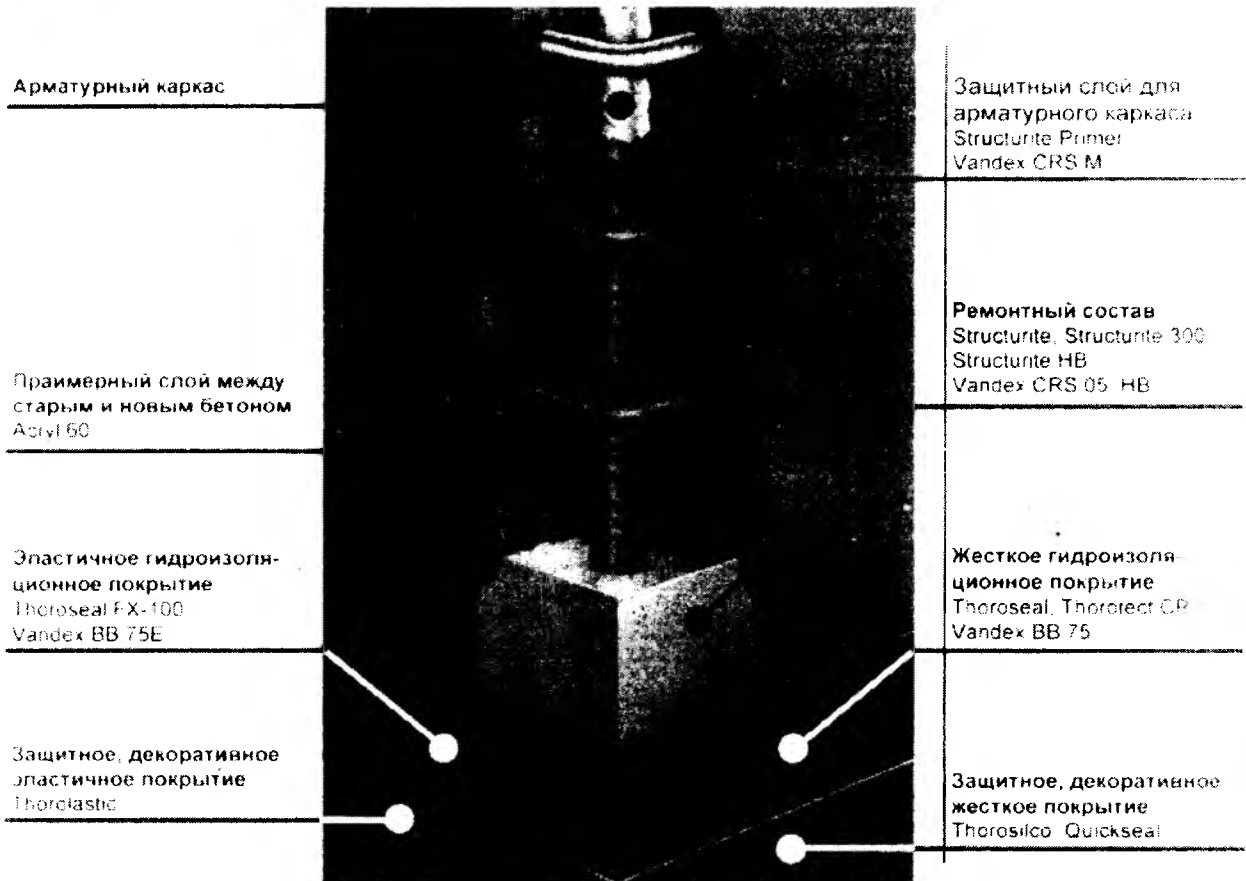 Арматурный каркас
Праимерный слой между
старым и новым бетоном
Acryl 60
Эластичное гидроизоля-
ционное покрытие
Thoroseal FX-100
Vandex BB 75E
Защитное, декоративное
эластичное покрытие
Thorolastic
Защитный слой для
арматурного каркаса
Structurite Primer
Vandex CRS M
Ремонтный состав
Structurite, Structurite 300
Structurite HB
Vandex CRS 05 HB
Жесткое гидроизоля-
ционное покрытие
Thoroseal, Thorotect CR
Vandex BB 75
Защитное, декоративное
жесткое покрытие
Thorosilco Quickseal